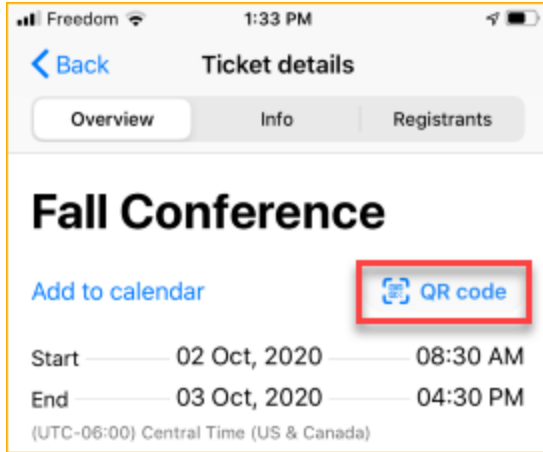 Freedom 1:33 PM
Back Ticket details
Overview Info Registrants
Fall Conference
Add to calendar QR code
Start 02 Oct, 2020 08:30 AM
End 03 Oct, 2020 04:30 PM
(UTC-06:00) Central Time (US & Canada)